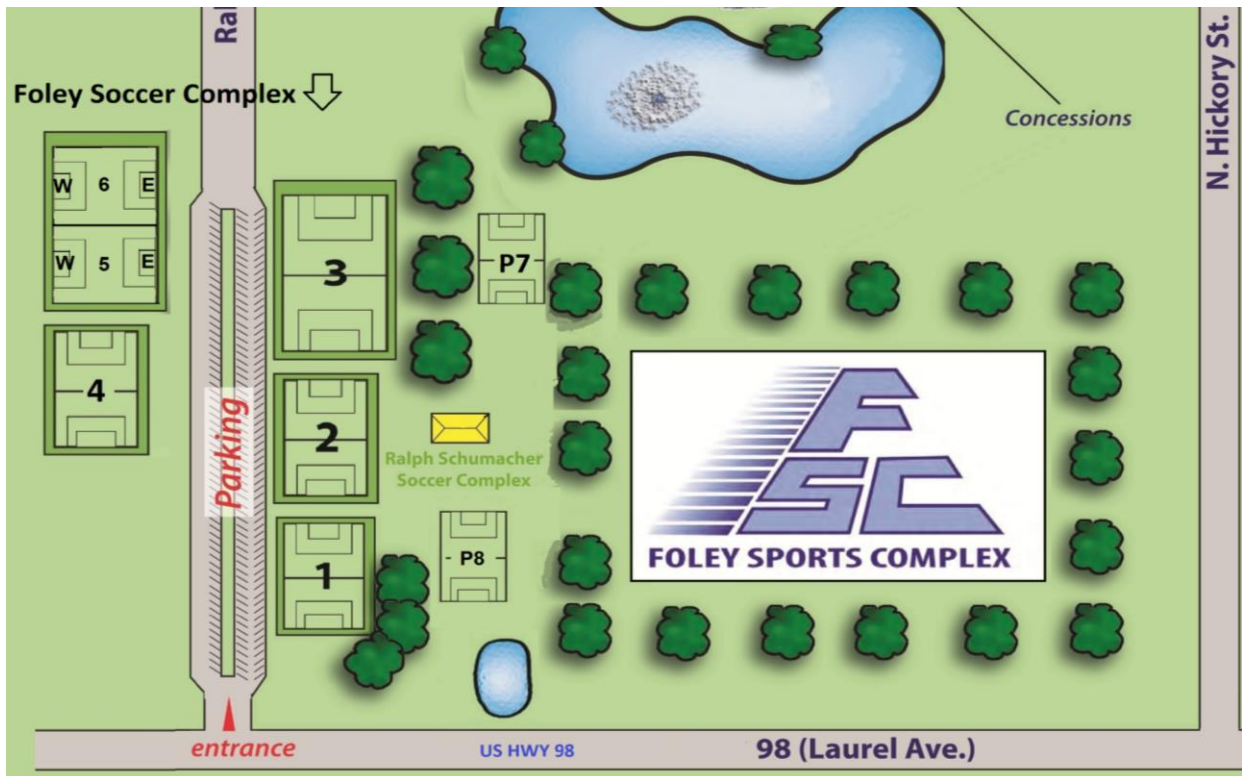 Ral
Foley Soccer Complex
Concessions
N. Hickory St.
W 6 E
W 5 E
3
P7
4
Parking
2
Ralph Schumacher
Soccer Complex
1
P8
F
SC
FOLEY SPORTS COMPLEX
entrance
US HWY 98
98 (Laurel Ave.)